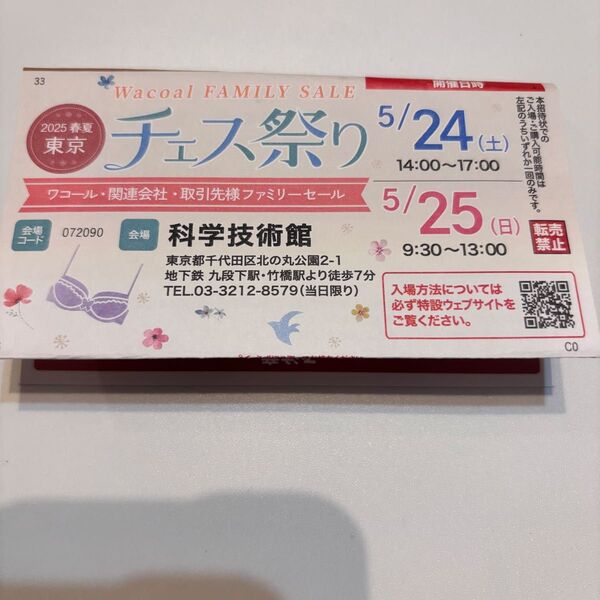 33
Wacoal FAMILY SALE
2025 春夏
東京
チェス祭り
ワコール・関連会社・取引先様ファミリーセール
会場
コード
072090
会場
科学技術館
東京都千代田区北の丸公園2-1
地下鉄 九段下駅・竹橋駅より徒歩7分
TEL.03-3212-8579(当日限り)
開催日時
5/24(土)
14:00～17:00
5/25(日)
9:30～13:00
本招待状での
ご入場・ご購入可能時間は
左記のうちいずれか一回のみです。
転売
禁止
入場方法については
必ず特設ウェブサイトを
ご覧ください。
C0